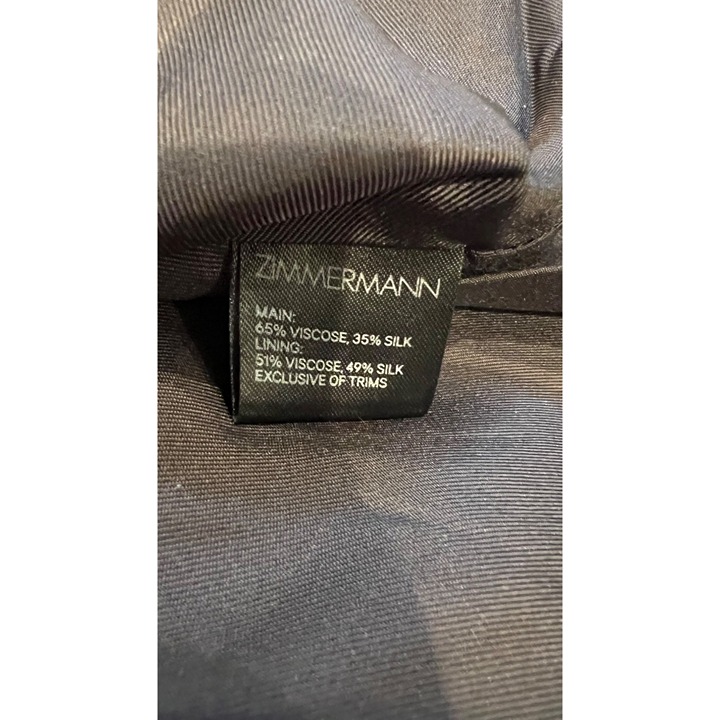 ZIMMERMANN
MAIN:
65% VISCOSE, 35% SILK
LINING:
51% VISCOSE, 49% SILK
EXCLUSIVE OF TRIMS